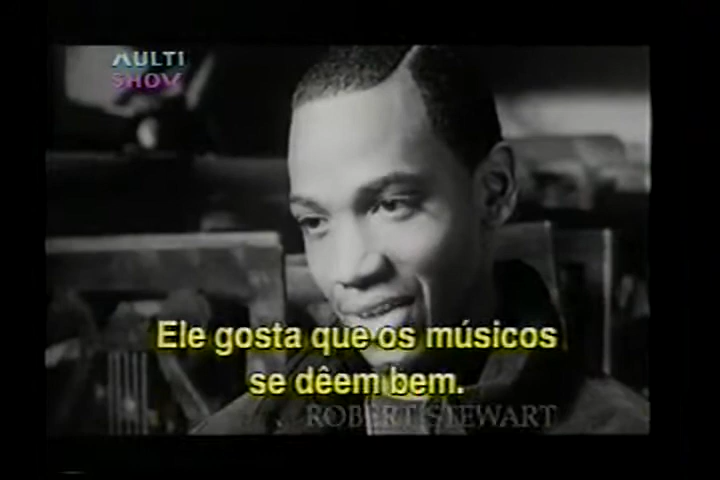 MULTI
SHOW
Ele gosta que os músicos
se dêem bem.
ROBERT STEWART